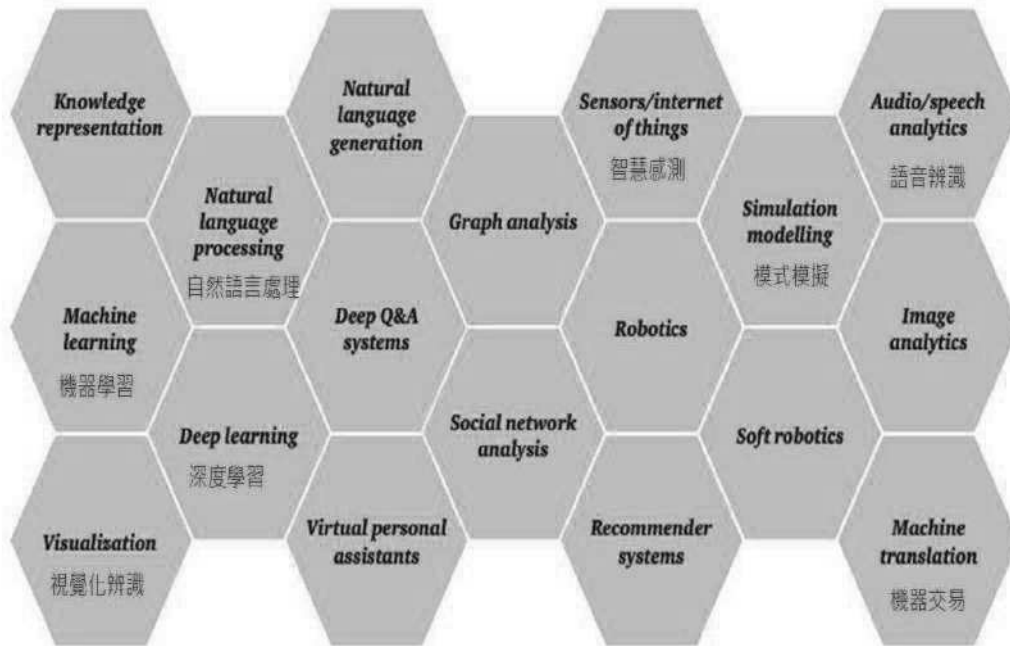 Knowledge
representation
Natural
language
generation
Sensors/internet
of things
智慧感測
Audio/speech
analytics
語音辨識
Natural
language
processing
自然語言處理
Graph analysis
Simulation
modelling
模式模擬
Machine
learning
機器學習
Deep Q&A
systems
Robotics
Image
analytics
Deep learning
深度學習
Social network
analysis
Soft robotics
Visualization
視覺化辨識
Virtual personal
assistants
Recommender
systems
Machine
translation
機器交易